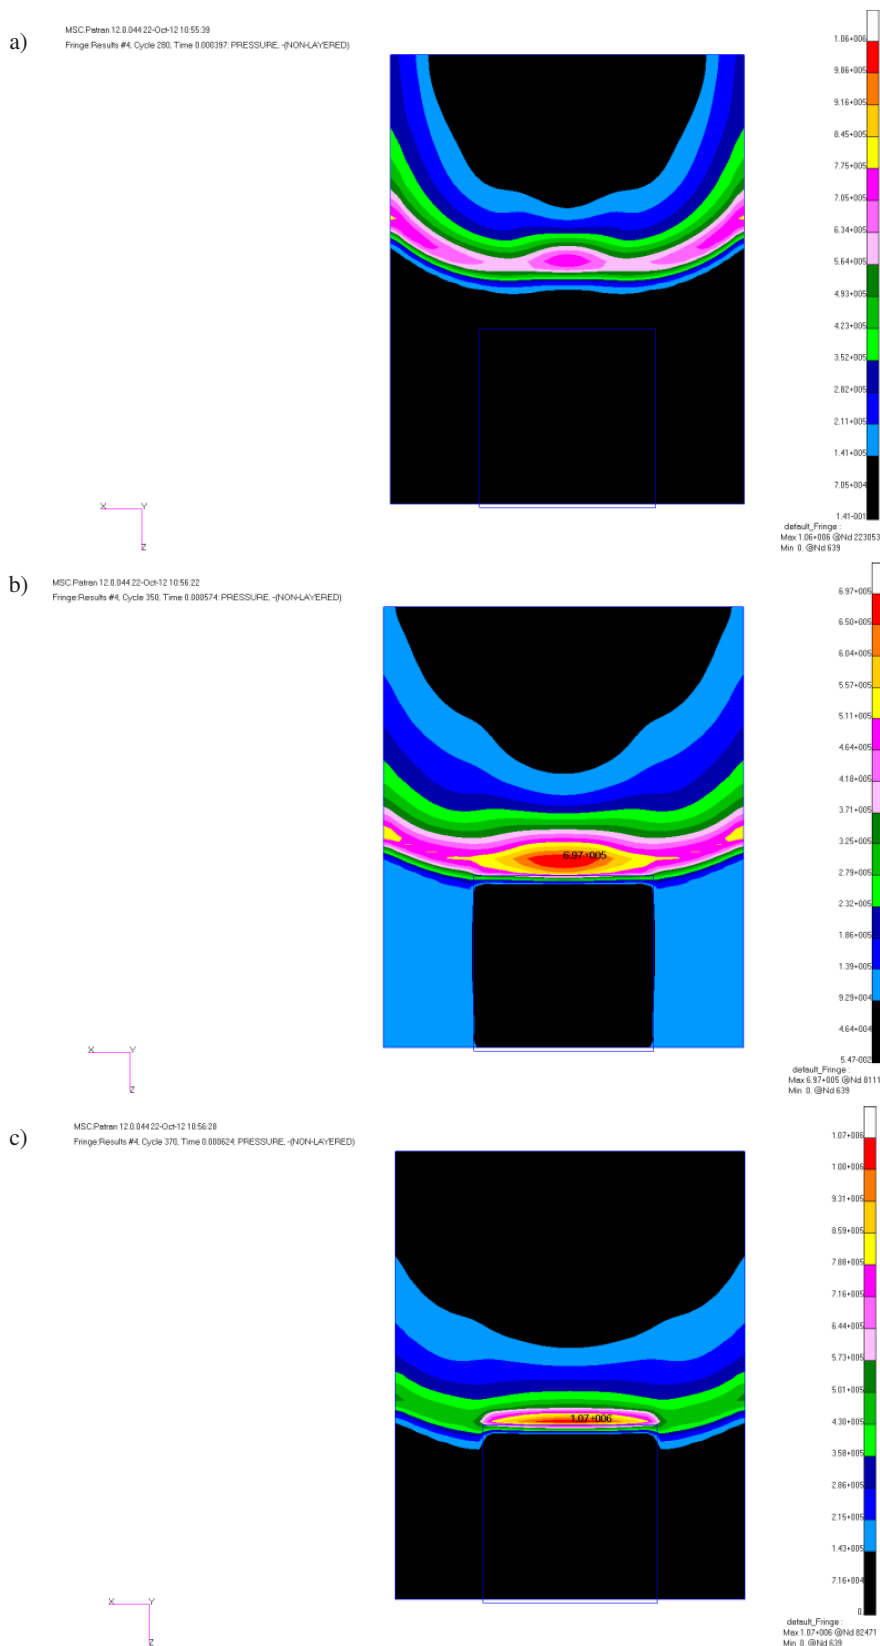 a)
MSC.Patran 12.0.044 22-Oct-12 10:55:39
Fringe:Results #4, Cycle 280, Time 0.000397: PRESSURE, -(NON-LAYERED)
1.06+006
9.86+005
9.16+005
8.45+005
7.75+005
7.05+005
6.34+005
5.64+005
4.93+005
4.23+005
3.52+005
2.82+005
2.11+005
1.41+005
7.05+004
1.41-001
X Y
Z
default_Fringe :
Max 1.06+006 @Nd 223053
Min 0. @Nd 639
b)
MSC.Patran 12.0.044 22-Oct-12 10:56:22
Fringe:Results #4, Cycle 350, Time 0.000574: PRESSURE, -(NON-LAYERED)
6.97+005
6.50+005
6.04+005
5.57+005
5.11+005
4.64+005
4.18+005
3.71+005
3.25+005
2.79+005
2.32+005
1.86+005
1.39+005
9.29+004
4.64+004
5.47-002
6.97+005
X Y
Z
default_Fringe :
Max 6.97+005 @Nd 8111
Min 0. @Nd 639
c)
MSC.Patran 12.0.044 22-Oct-12 10:56:28
Fringe:Results #4, Cycle 370, Time 0.000624: PRESSURE, -(NON-LAYERED)
1.07+006
1.00+006
9.31+005
8.59+005
7.88+005
7.16+005
6.44+005
5.73+005
5.01+005
4.30+005
3.58+005
2.86+005
2.15+005
1.43+005
7.16+004
0
1.07+006
X Y
Z
default_Fringe :
Max 1.07+006 @Nd 82471
Min 0. @Nd 639